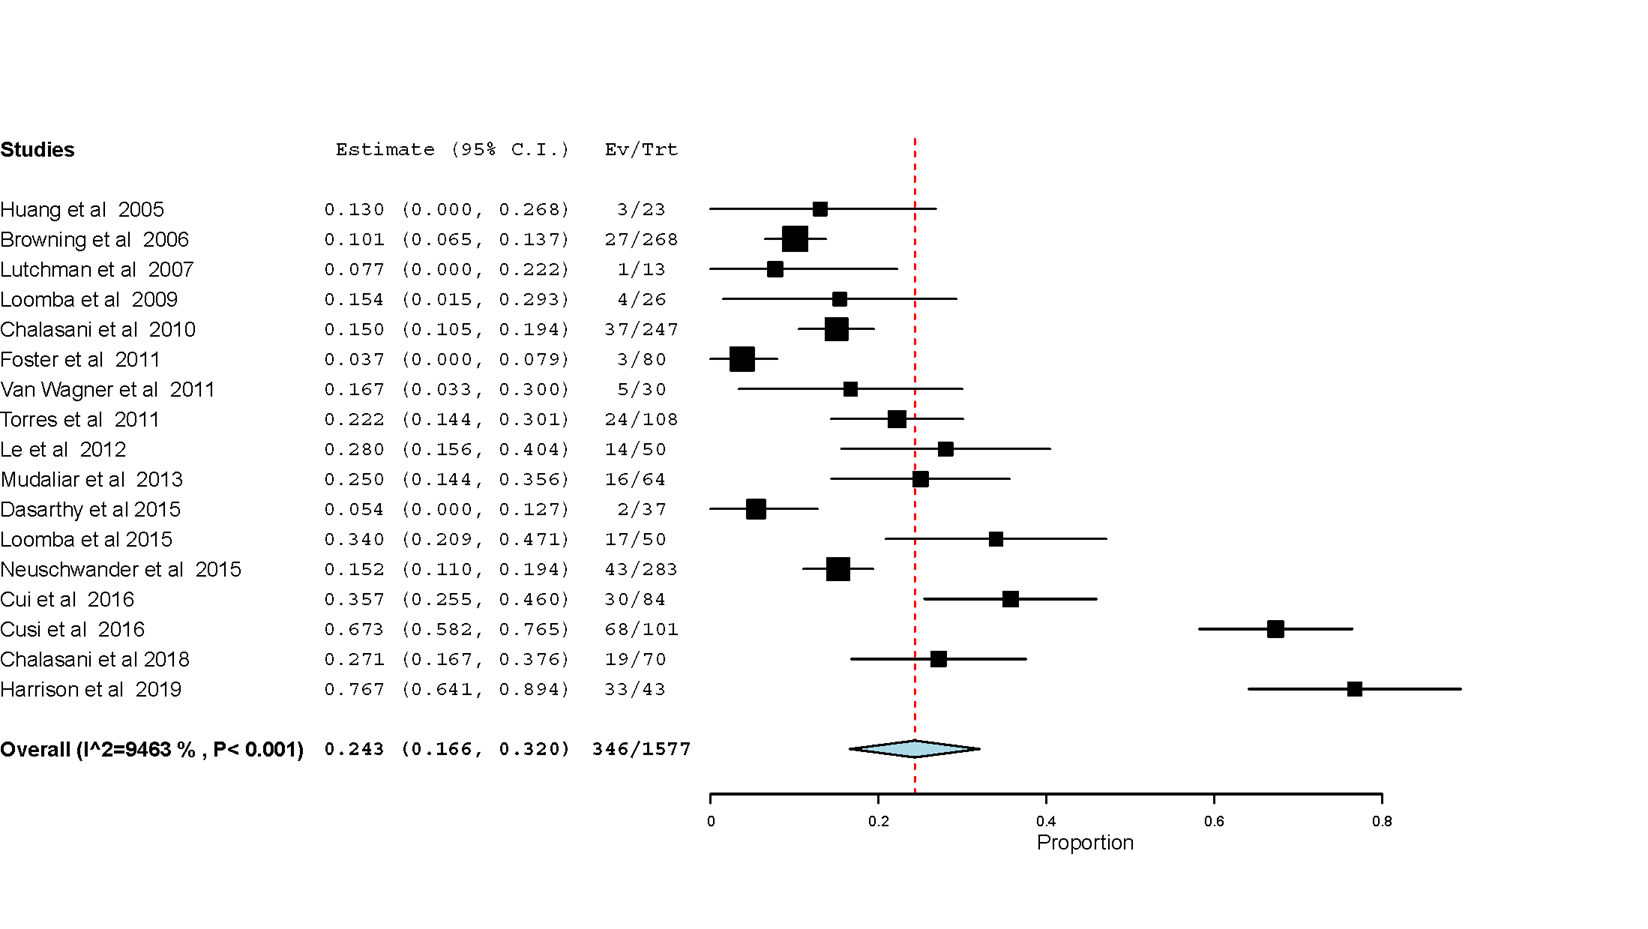 Studies Estimate (95% C.I.) Ev/Trt
Huang et al 2005 0.130 (0.000, 0.268) 3/23
Browning et al 2006 0.101 (0.065, 0.137) 27/268
Lutchman et al 2007 0.077 (0.000, 0.222) 1/13
Loomba et al 2009 0.154 (0.015, 0.293) 4/26
Chalasani et al 2010 0.150 (0.105, 0.194) 37/247
Foster et al 2011 0.037 (0.000, 0.079) 3/80
Van Wagner et al 2011 0.167 (0.033, 0.300) 5/30
Torres et al 2011 0.222 (0.144, 0.301) 24/108
Le et al 2012 0.280 (0.156, 0.404) 14/50
Mudaliar et al 2013 0.250 (0.144, 0.356) 16/64
Dasarthy et al 2015 0.054 (0.000, 0.127) 2/37
Loomba et al 2015 0.340 (0.209, 0.471) 17/50
Neuschwander et al 2015 0.152 (0.110, 0.194) 43/283
Cui et al 2016 0.357 (0.255, 0.460) 30/84
Cusi et al 2016 0.673 (0.582, 0.765) 68/101
Chalasani et al 2018 0.271 (0.167, 0.376) 19/70
Harrison et al 2019 0.767 (0.641, 0.894) 33/43
Overall (I^2=9463 % , P< 0.001) 0.243 (0.166, 0.320) 346/1577
0 0.2 0.4 0.6 0.8
Proportion